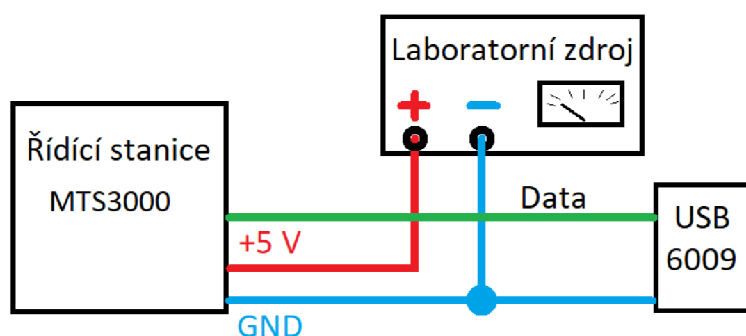 Laboratorní zdroj
+ −
Řídící stanice
MTS3000
Data
+5 V
GND
USB
6009